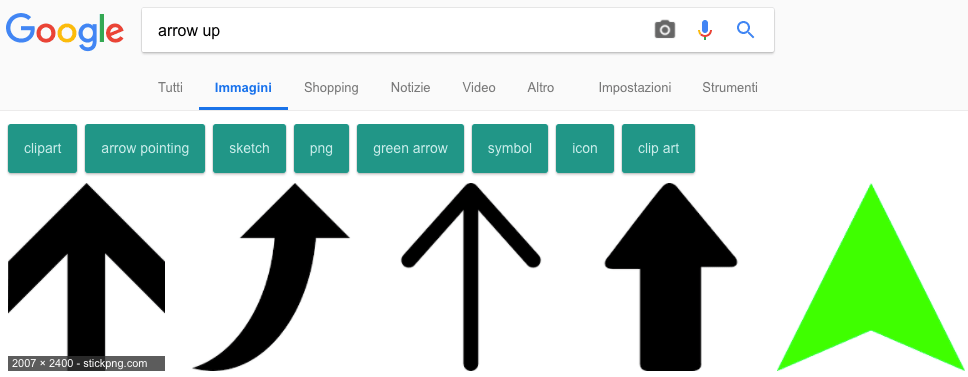 Google arrow up
Tutti Immagini Shopping Notizie Video Altro Impostazioni Strumenti
clipart arrow pointing sketch png green arrow symbol icon clip art
2007 × 2400 - stickpng.com